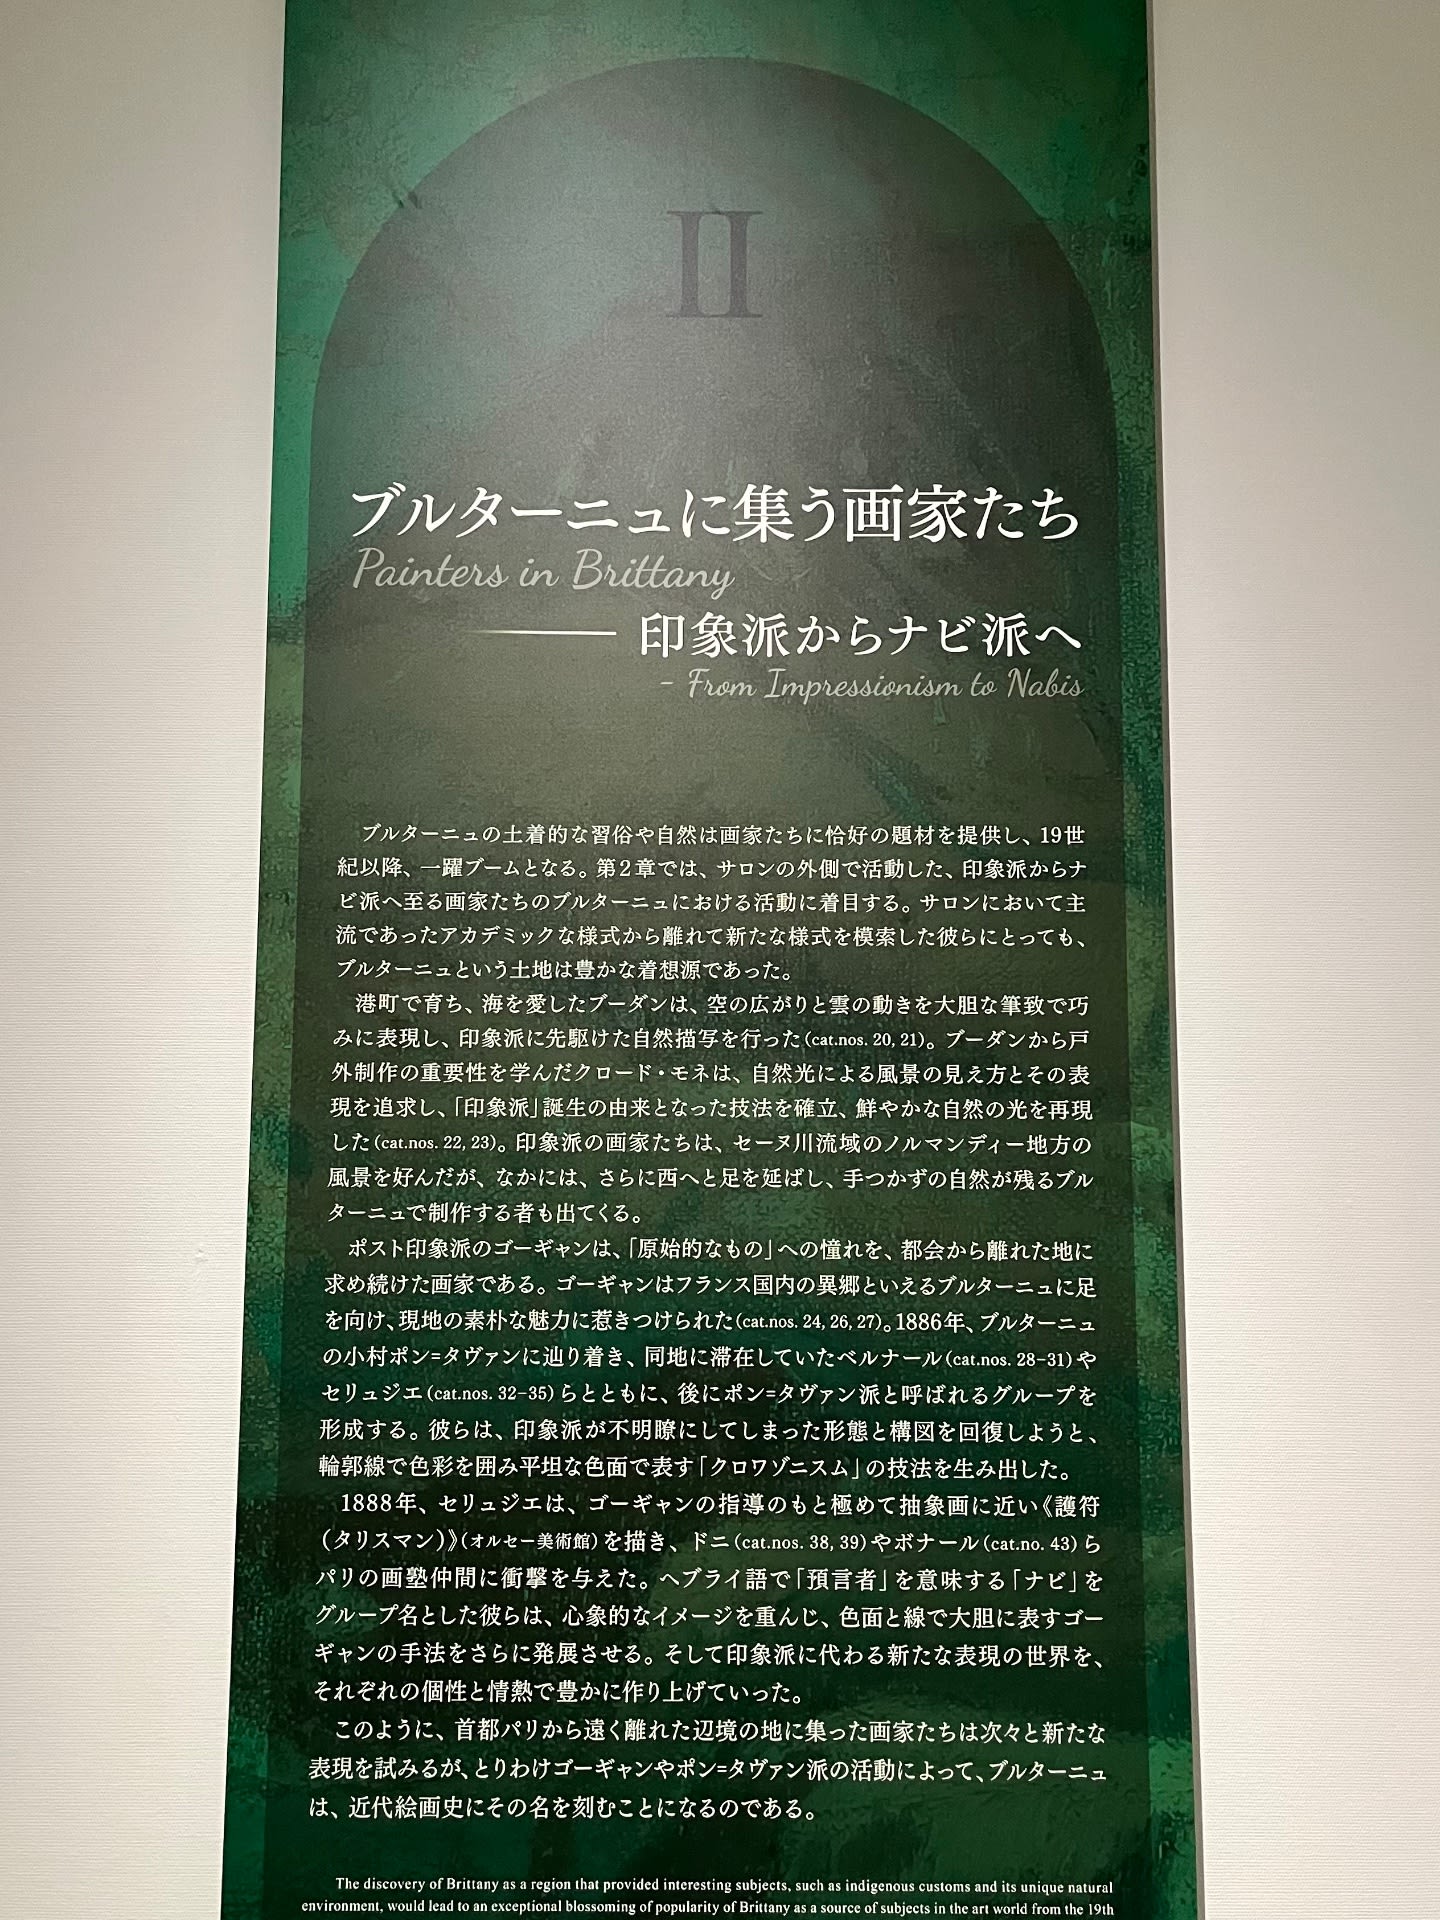 II
ブルターニュに集う画家たち
Painters in Brittany
── 印象派からナビ派へ
- From Impressionism to Nabis
ブルターニュの土着的な習俗や自然は画家たちに恰好の題材を提供し、19世
紀以降、一躍ブームとなる。第2章では、サロンの外側で活動した、印象派からナ
ビ派へ至る画家たちのブルターニュにおける活動に着目する。サロンにおいて主
流であったアカデミックな様式から離れて新たな様式を模索した彼らにとっても、
ブルターニュという土地は豊かな着想源であった。
港町で育ち、海を愛したブーダンは、空の広がりと雲の動きを大胆な筆致で巧
みに表現し、印象派に先駆けた自然描写を行った(cat.nos. 20, 21)。ブーダンから戸
外制作の重要性を学んだクロード・モネは、自然光による風景の見え方とその表
現を追求し、「印象派」誕生の由来となった技法を確立、鮮やかな自然の光を再現
した(cat.nos. 22, 23)。印象派の画家たちは、セーヌ川流域のノルマンディー地方の
風景を好んだが、なかには、さらに西へと足を延ばし、手つかずの自然が残るブル
ターニュで制作する者も出てくる。
ポスト印象派のゴーギャンは、「原始的なもの」への憧れを、都会から離れた地に
求め続けた画家である。ゴーギャンはフランス国内の異郷といえるブルターニュに足
を向け、現地の素朴な魅力に惹きつけられた(cat.nos. 24, 26, 27)。1886年、ブルターニュ
の小村ポン=タヴァンに辿り着き、同地に滞在していたベルナール(cat.nos. 28-31)や
セリュジエ(cat.nos. 32-35)らとともに、後にポン=タヴァン派と呼ばれるグループを
形成する。彼らは、印象派が不明瞭にしてしまった形態と構図を回復しようと、
輪郭線で色彩を囲み平坦な色面で表す「クロワゾニスム」の技法を生み出した。
1888年、セリュジエは、ゴーギャンの指導のもと極めて抽象画に近い《護符
(タリスマン)》(オルセー美術館)を描き、ドニ(cat.nos. 38, 39)やボナール(cat.no. 43)ら
パリの画塾仲間に衝撃を与えた。ヘブライ語で「預言者」を意味する「ナビ」を
グループ名とした彼らは、心象的なイメージを重んじ、色面と線で大胆に表すゴー
ギャンの手法をさらに発展させる。そして印象派に代わる新たな表現の世界を、
それぞれの個性と情熱で豊かに作り上げていった。
このように、首都パリから遠く離れた辺境の地に集った画家たちは次々と新たな
表現を試みるが、とりわけゴーギャンやポン=タヴァン派の活動によって、ブルターニュ
は、近代絵画史にその名を刻むことになるのである。
The discovery of Brittany as a region that provided interesting subjects, such as indigenous customs and its unique natural
environment, would lead to an exceptional blossoming of popularity of Brittany as a source of subjects in the art world from the 19th